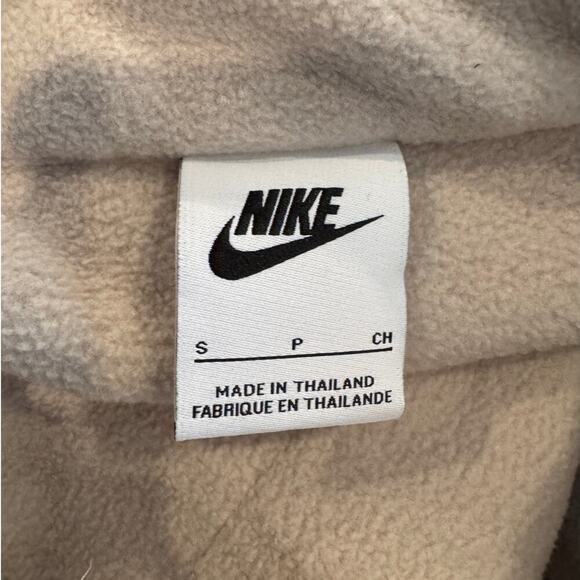 NIKE
S P CH
MADE IN THAILAND
FABRIQUE EN THAILANDE